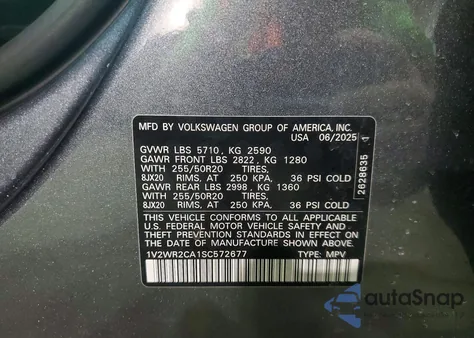 MFD. BY VOLKSWAGEN GROUP OF AMERICA, INC.
USA 06/2025
GVWR LBS 5710, KG 2590
GAWR FRONT LBS 2822, KG 1280
WITH 255/50R20 TIRES,
8JX20 RIMS, AT 250 KPA, 36 PSI COLD
GAWR REAR LBS 2998, KG 1360
WITH 255/50R20 TIRES,
8JX20 RIMS, AT 250 KPA, 36 PSI COLD
THIS VEHICLE CONFORMS TO ALL APPLICABLE
U.S. FEDERAL MOTOR VEHICLE SAFETY AND
THEFT PREVENTION STANDARDS IN EFFECT ON THE
DATE OF MANUFACTURE SHOWN ABOVE.
1V2WR2CA1SC572677 TYPE: MPV
2628635 1
autoSnap